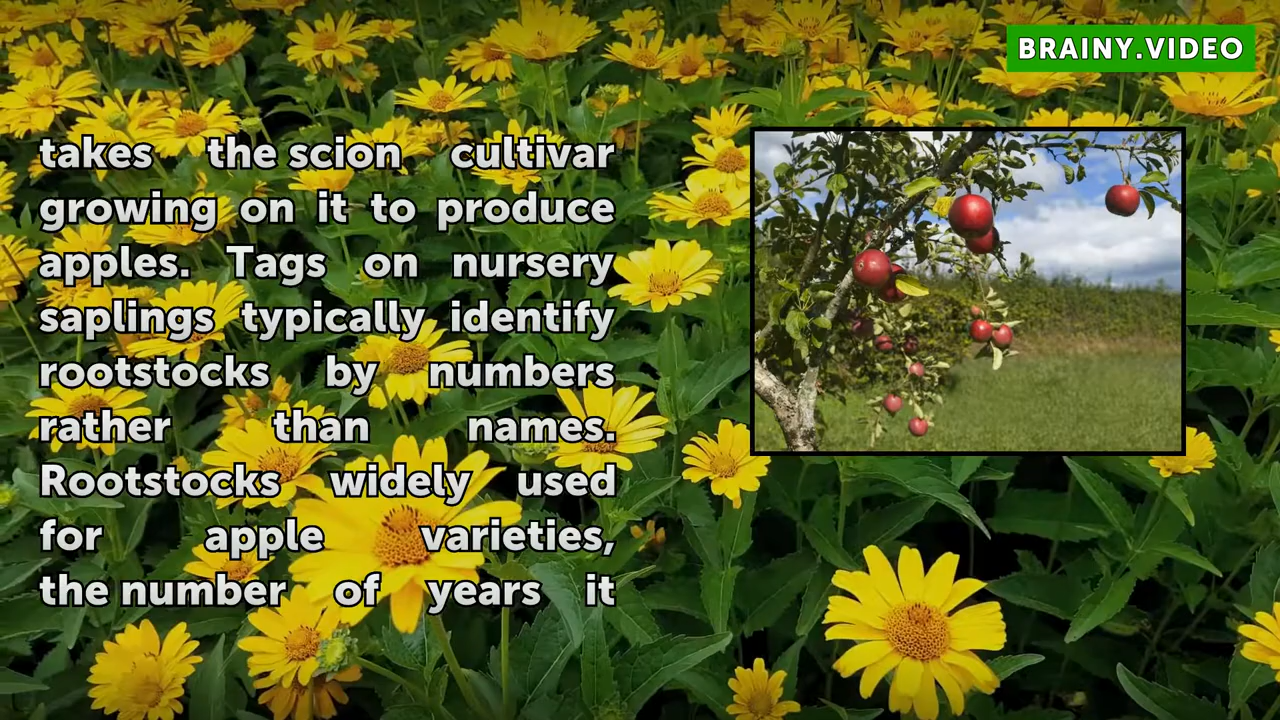 BRAINY.VIDEO
takes the scion cultivar
growing on it to produce
apples. Tags on nursery
saplings typically identify
rootstocks by numbers
rather than names.
Rootstocks widely used
for apple varieties,
the number of years it